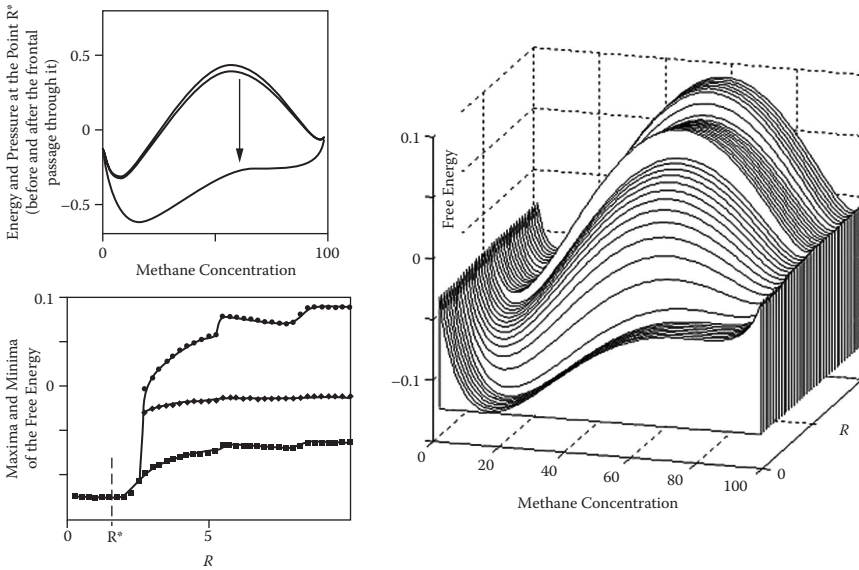 Energy and Pressure at the Point R*
(before and after the frontal
passage through it)
0.5
0
−0.5
0
100
Methane Concentration
Maxima and Minima
of the Free Energy
0.1
0
0
R*
5
R
Free Energy
0.1
0
−0.1
0
20
40
60
80
100
0
R
Methane Concentration